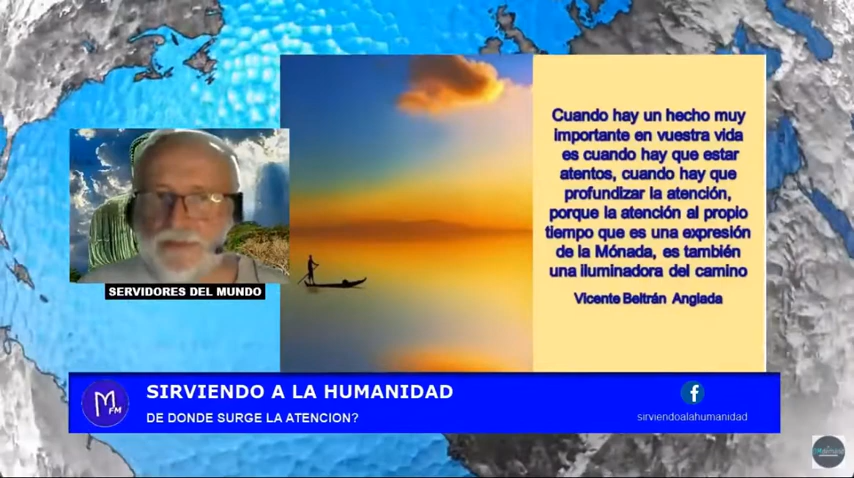 Cuando hay un hecho muy
importante en vuestra vida
es cuando hay que estar
atentos, cuando hay que
profundizar la atención,
porque la atención al propio
tiempo que es una expresión
de la Mónada, es también
una iluminadora del camino
Vicente Beltrán Anglada
SERVIDORES DEL MUNDO
M
FM
SIRVIENDO A LA HUMANIDAD
DE DONDE SURGE LA ATENCION?
f
sirviendoalahumanidad